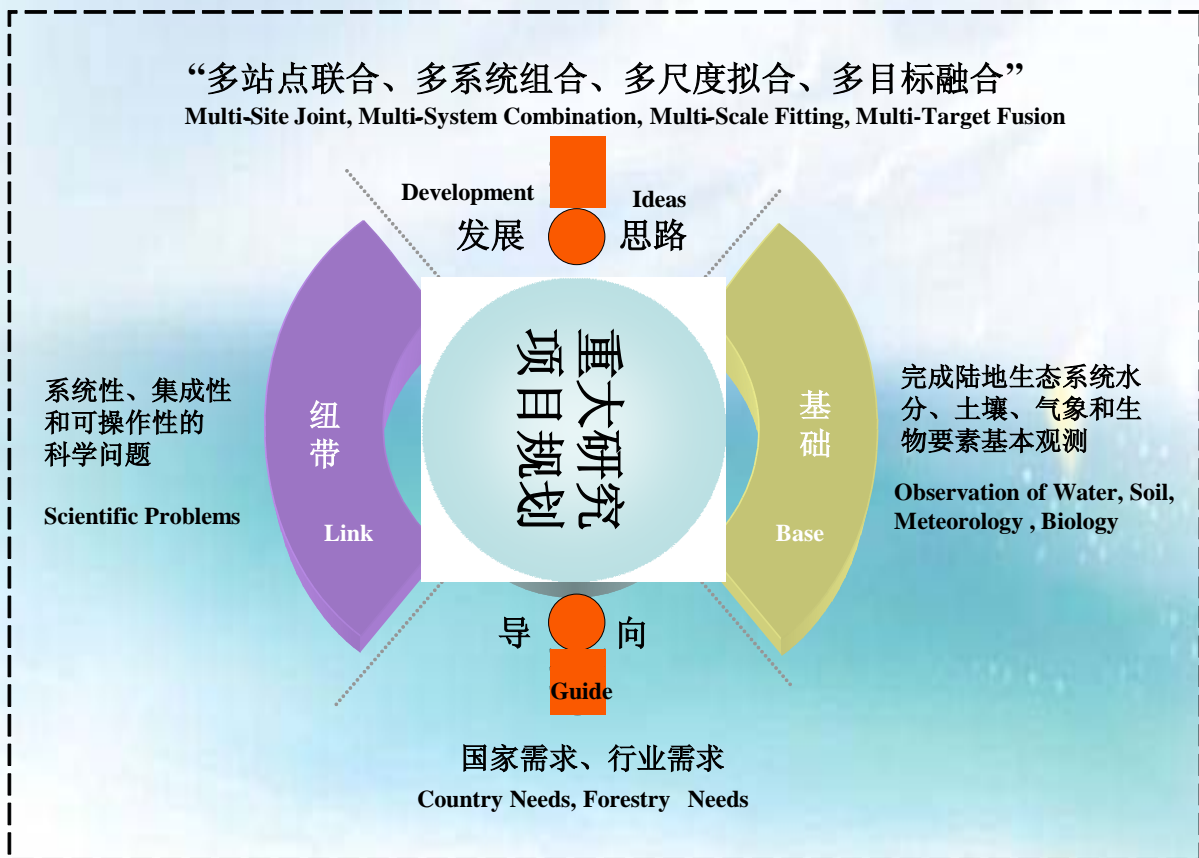 “多站点联合、多系统组合、多尺度拟合、多目标融合”
Multi-Site Joint, Multi-System Combination, Multi-Scale Fitting, Multi-Target Fusion
Development Ideas
发展 思路
系统性、集成性
和可操作性的
科学问题
Scientific Problems
纽
带
Link
重大研究
项目规划
基
础
Base
完成陆地生态系统水
分、土壤、气象和生
物要素基本观测
Observation of Water, Soil,
Meteorology , Biology
导 向
Guide
国家需求、行业需求
Country Needs, Forestry Needs